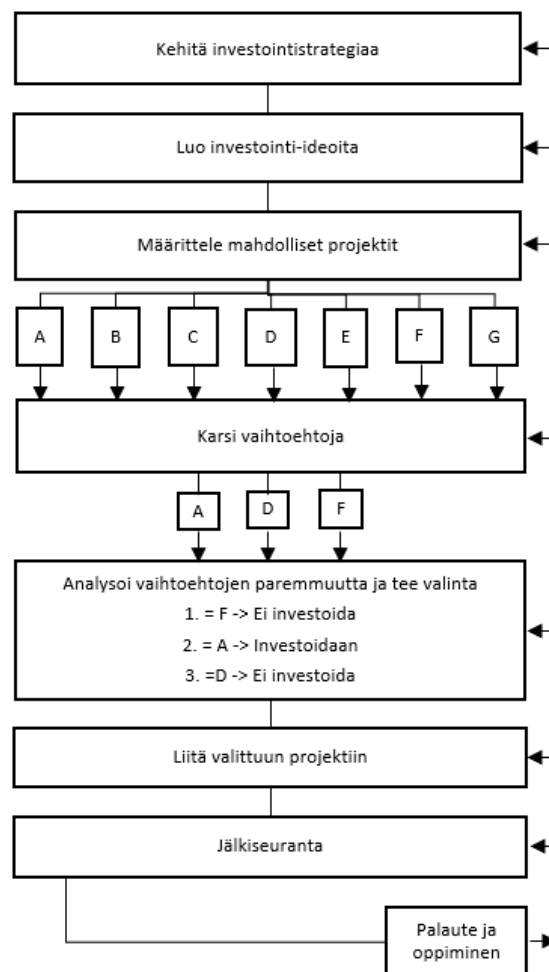 Kehitä investointistrategiaa
Luo investointi-ideoita
Määrittele mahdolliset projektit
A
B
C
D
E
F
G
Karsi vaihtoehtoja
A
D
F
Analysoi vaihtoehtojen paremmuutta ja tee valinta
1. = F -> Ei investoida
2. = A -> Investoidaan
3. =D -> Ei investoida
Liitä valittuun projektiin
Jälkiseuranta
Palaute ja
oppiminen